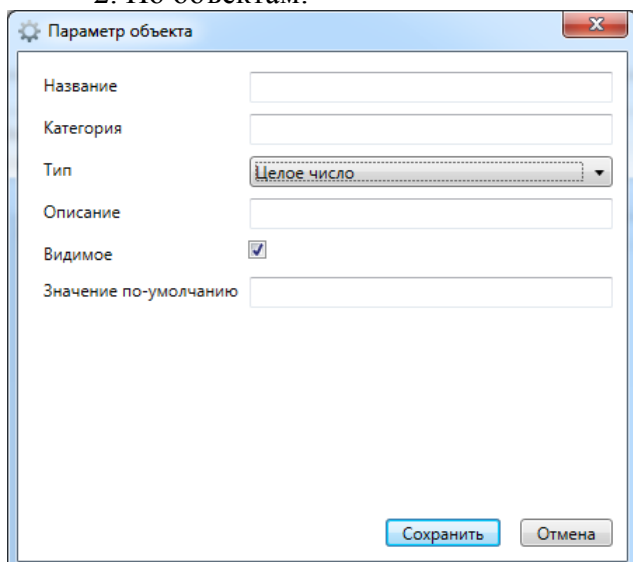 2. По объектам:
Параметр объекта
Название
Категория
Тип
Целое число
Описание
Видимое
Значение по-умолчанию
Сохранить
Отмена